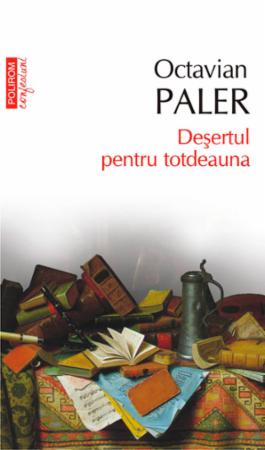 POLIROM
confesiuni
Octavian
PALER
Deşertul
pentru totdeauna